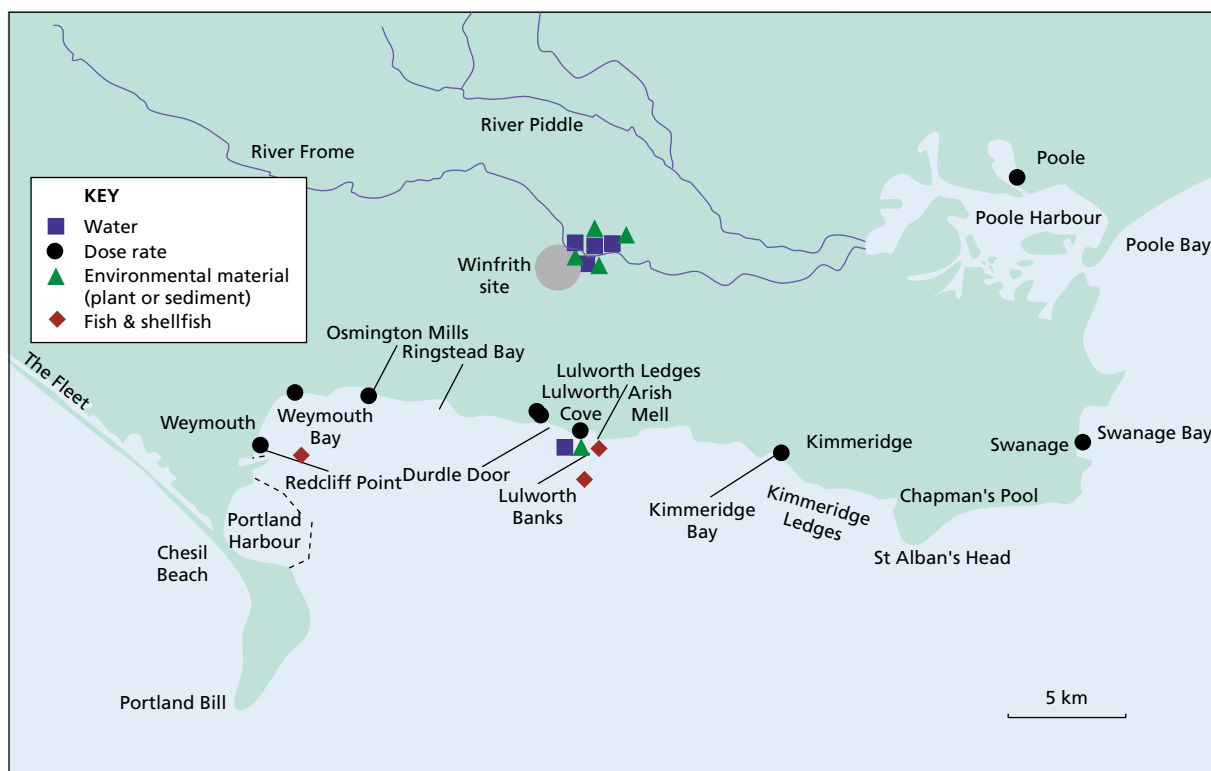 River Piddle
River Frome
Poole
Poole Harbour
Poole Bay
KEY
Water
Dose rate
Environmental material
(plant or sediment)
Fish & shellfish
Winfrith
site
Osmington Mills
Ringstead Bay
The Fleet
Lulworth Ledges
Lulworth
Cove
Arish
Mell
Weymouth
Weymouth
Bay
Kimmeridge
Swanage
Swanage Bay
Redcliff Point
Durdle Door
Lulworth
Banks
Kimmeridge
Bay
Kimmeridge
Ledges
Chapman's Pool
Portland
Harbour
Chesil
Beach
St Alban's Head
Portland Bill
5 km